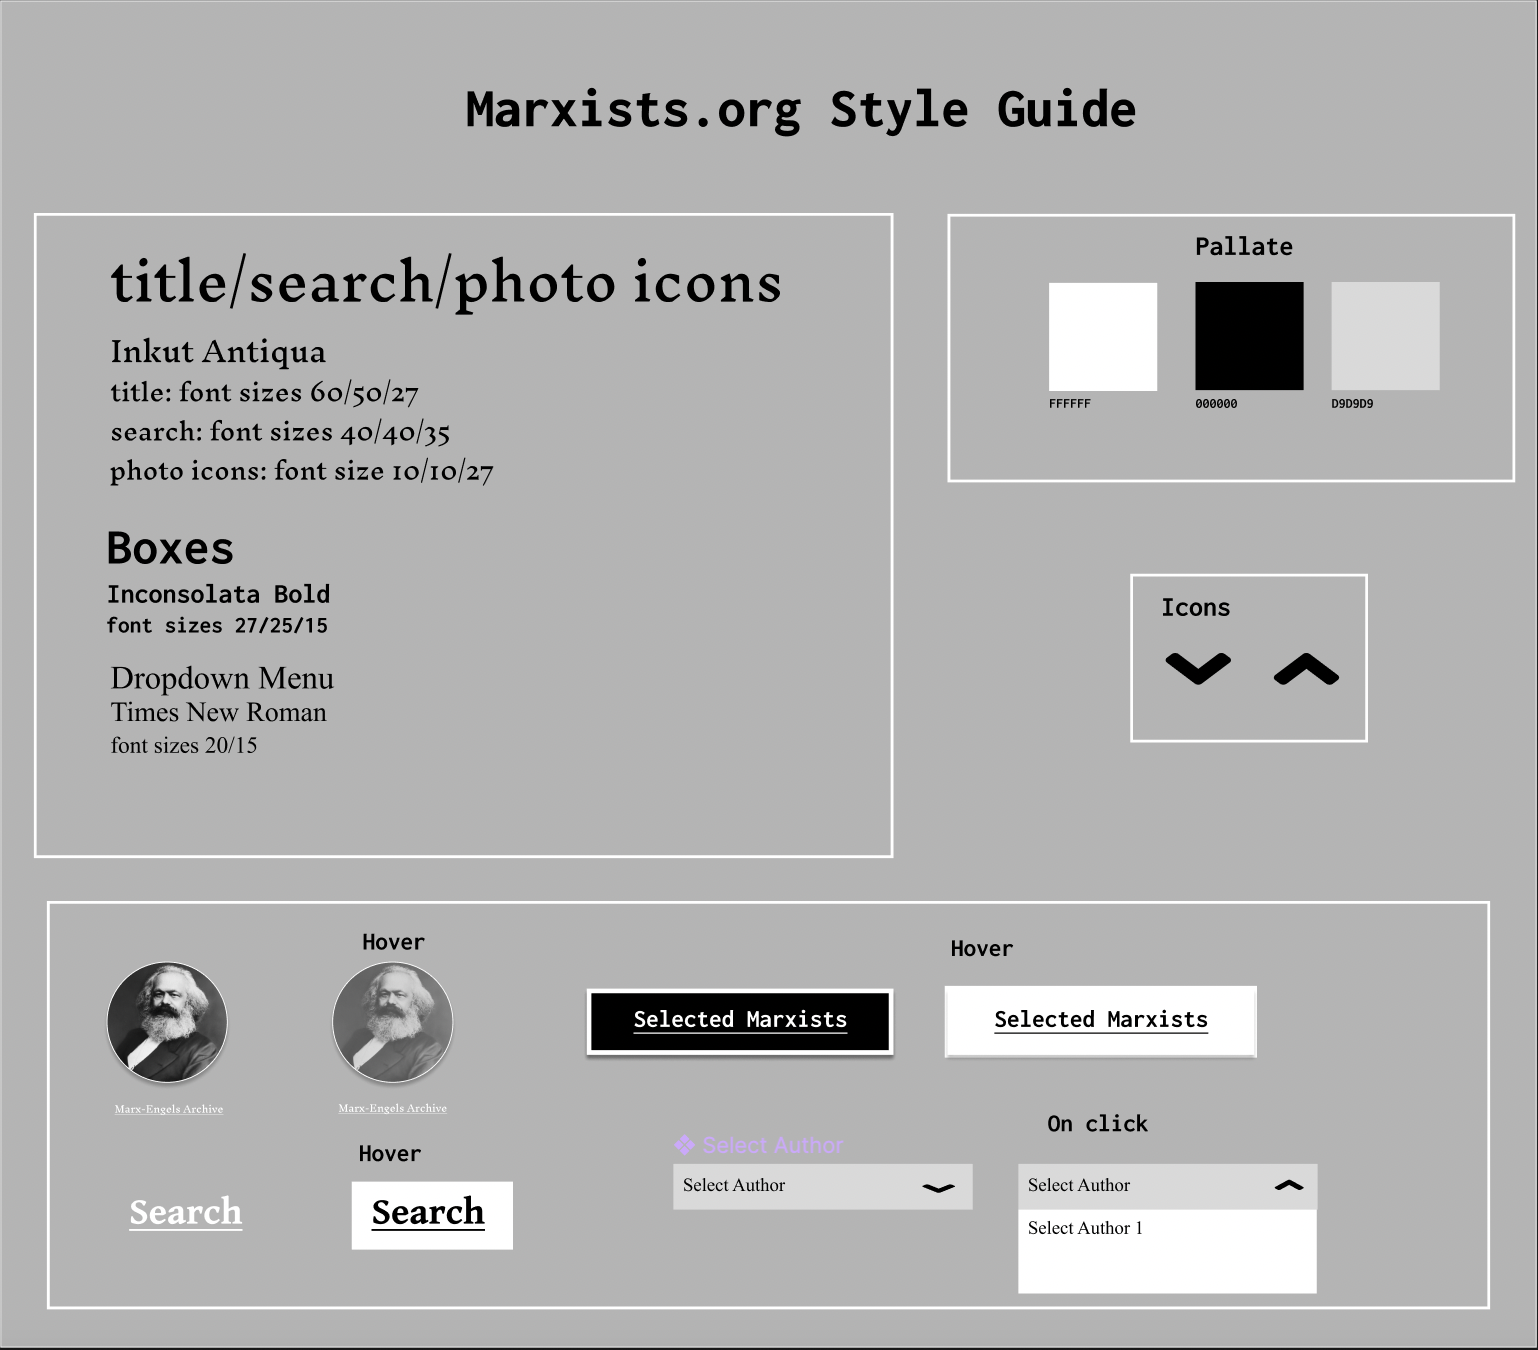 Marxists.org Style Guide
title/search/photo icons
Inkut Antiqua
title: font sizes 60/50/27
search: font sizes 40/40/35
photo icons: font size 10/10/27
Boxes
Inconsolata Bold
font sizes 27/25/15
Dropdown Menu
Times New Roman
font sizes 20/15
Pallate
FFFFFF
000000
D9D9D9
Icons
Hover
Marx-Engels Archive
Marx-Engels Archive
Hover
Search
Search
Hover
Selected Marxists
Selected Marxists
Select Author
Select Author
On click
Select Author
Select Author 1